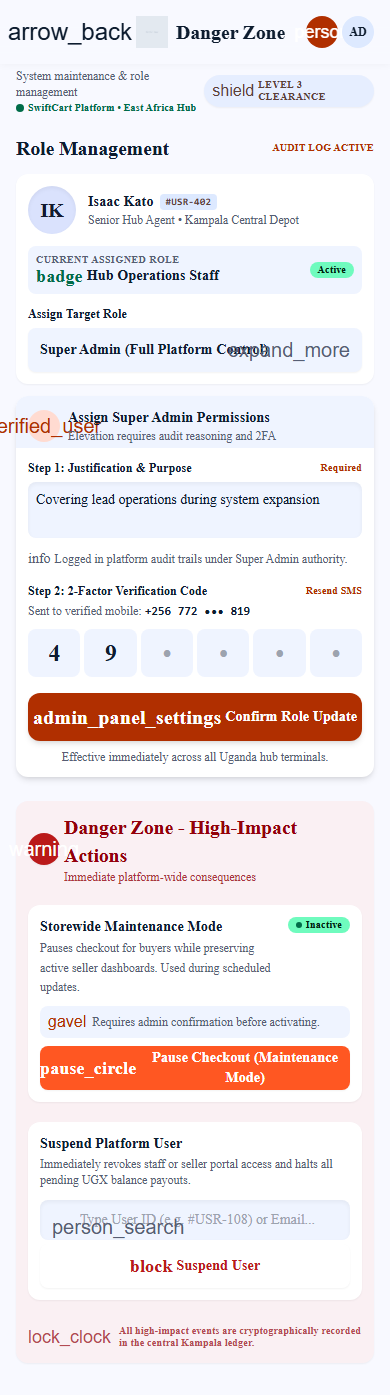 arrow_back Danger Zone perso AD
System maintenance & role
management
SwiftCart Platform • East Africa Hub
shield LEVEL 3
CLEARANCE
Role Management AUDIT LOG ACTIVE
IK Isaac Kato #USR-402
Senior Hub Agent • Kampala Central Depot
CURRENT ASSIGNED ROLE
badge Hub Operations Staff Active
Assign Target Role
Super Admin (Full Platform Control) expand_more
erified_user Assign Super Admin Permissions
Elevation requires audit reasoning and 2FA
Step 1: Justification & Purpose Required
Covering lead operations during system expansion
info Logged in platform audit trails under Super Admin authority.
Step 2: 2-Factor Verification Code Resend SMS
Sent to verified mobile: +256 772 ••• 819
4 9 • • • •
admin_panel_settings Confirm Role Update
Effective immediately across all Uganda hub terminals.
warning Danger Zone - High-Impact
Actions
Immediate platform-wide consequences
Storewide Maintenance Mode Inactive
Pauses checkout for buyers while preserving
active seller dashboards. Used during scheduled
updates.
gavel Requires admin confirmation before activating.
pause_circle Pause Checkout (Maintenance
Mode)
Suspend Platform User
Immediately revokes staff or seller portal access and halts all
pending UGX balance payouts.
Type User ID (e.g. #USR-108) or Email...
person_search
block Suspend User
lock_clock All high-impact events are cryptographically recorded
in the central Kampala ledger.